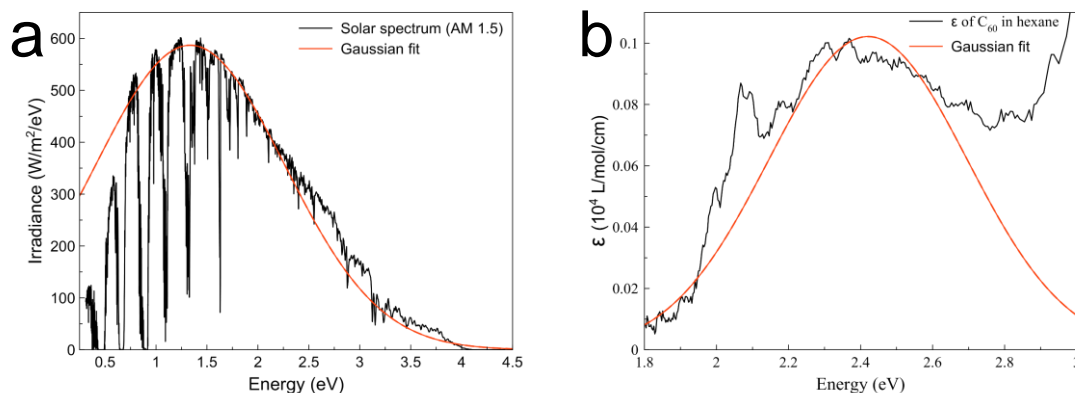 a
Solar spectrum (AM 1.5)
Gaussian fit
Irradiance (W/m²/eV)
600
500
400
300
200
100
0
0.5 1 1.5 2 2.5 3 3.5 4 4.5
Energy (eV)
b
ε of C₆₀ in hexane
Gaussian fit
ε (10⁴ L/mol/cm)
0.1
0.08
0.06
0.04
0.02
0
1.8 2 2.2 2.4 2.6 2.8 3
Energy (eV)